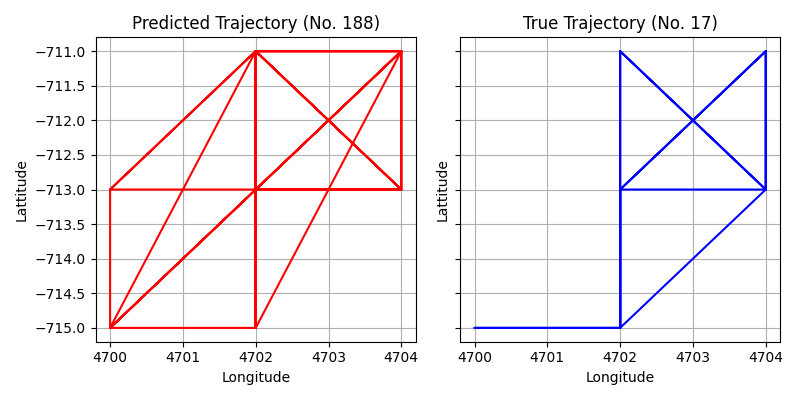 Predicted Trajectory (No. 188)
True Trajectory (No. 17)
−711.0
−711.5
−712.0
−712.5
−713.0
−713.5
−714.0
−714.5
−715.0
Lattitude
Lattitude
4700 4701 4702 4703 4704
4700 4701 4702 4703 4704
Longitude
Longitude